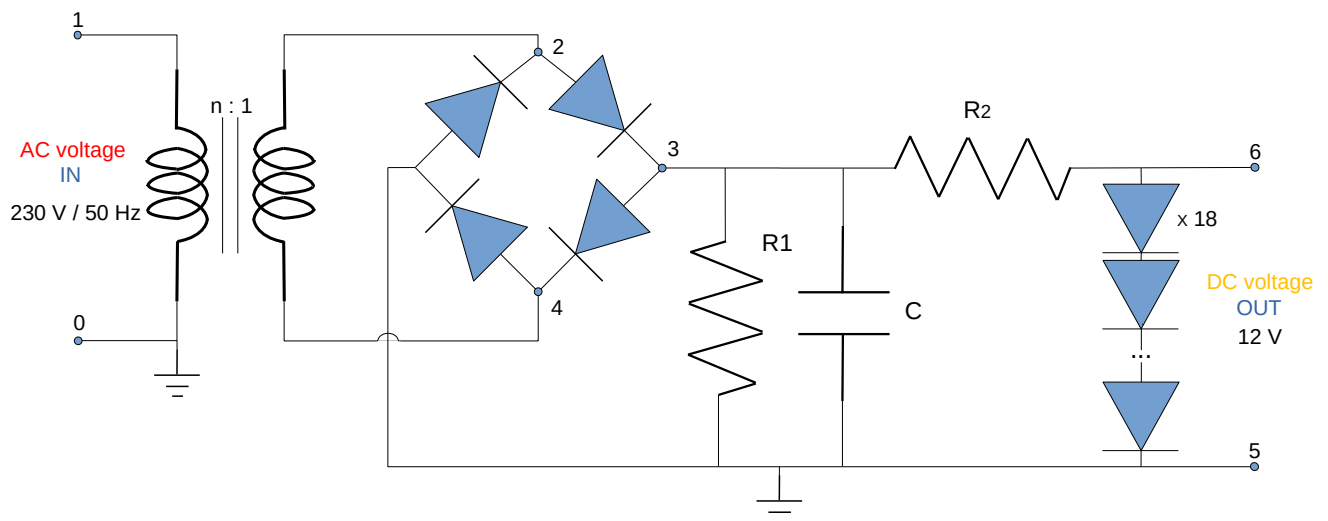 1
2
n : 1
R2
3
6
AC voltage
IN
230 V / 50 Hz
x 18
R1
DC voltage
OUT
12 V
C
4
0
...
5